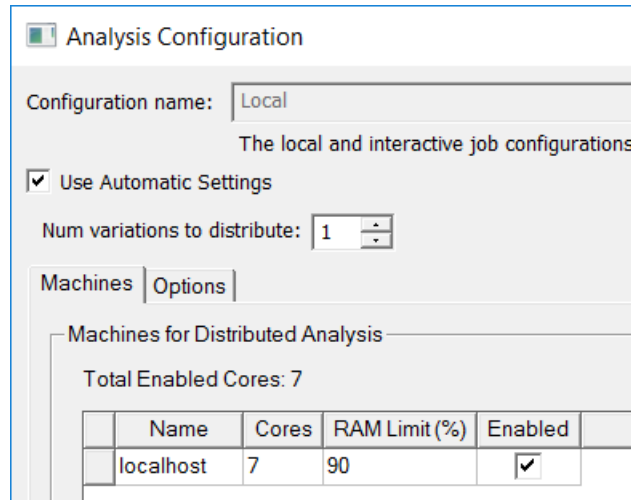 Analysis Configuration
Configuration name: Local
The local and interactive job configurations
Use Automatic Settings
Num variations to distribute: 1
Machines Options
Machines for Distributed Analysis
Total Enabled Cores: 7
Name Cores RAM Limit (%) Enabled
localhost 7 90